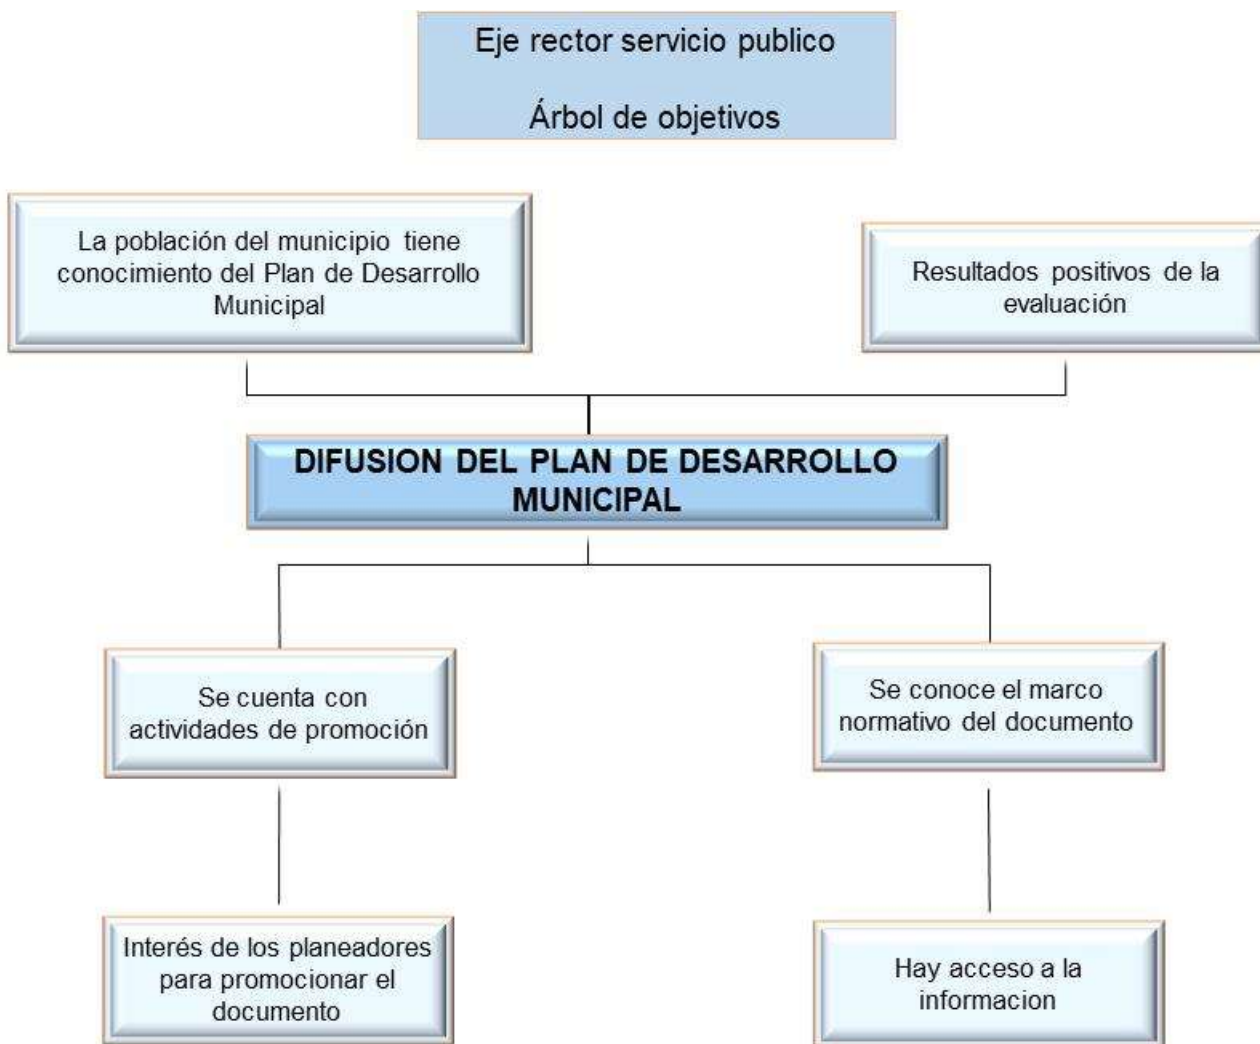 Eje rector servicio publico
Árbol de objetivos
La población del municipio tiene
conocimiento del Plan de Desarrollo
Municipal
Resultados positivos de la
evaluación
DIFUSION DEL PLAN DE DESARROLLO
MUNICIPAL
Se cuenta con
actividades de promoción
Se conoce el marco
normativo del documento
Interés de los planeadores
para promocionar el
documento
Hay acceso a la
informacion